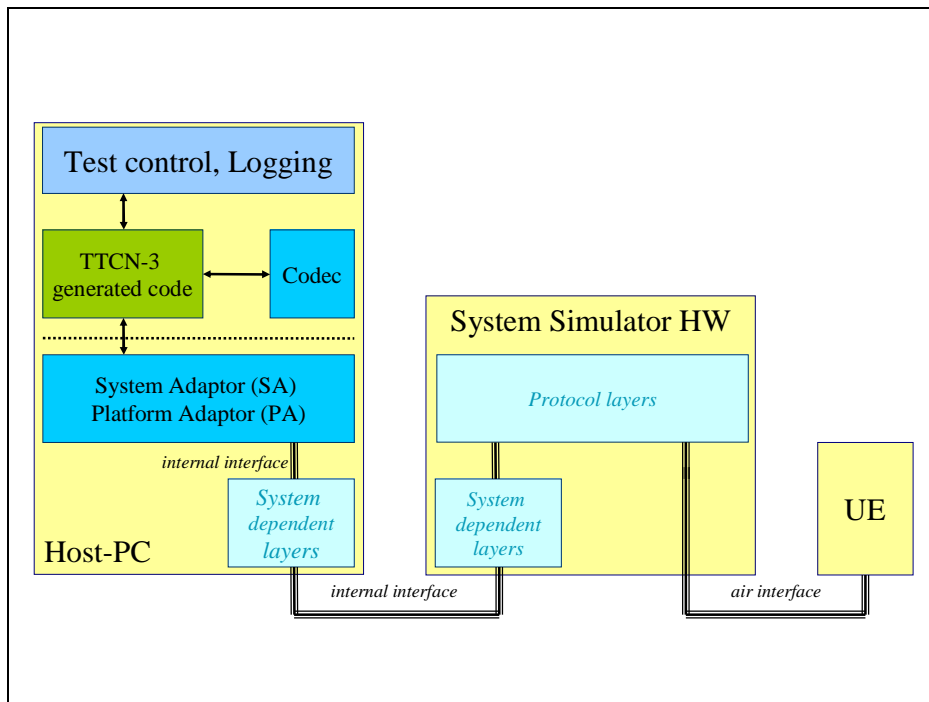 Test control, Logging
TTCN-3
generated code
Codec
System Adaptor (SA)
Platform Adaptor (PA)
internal interface
System
dependent
layers
Host-PC
internal interface
System Simulator HW
Protocol layers
System
dependent
layers
air interface
UE